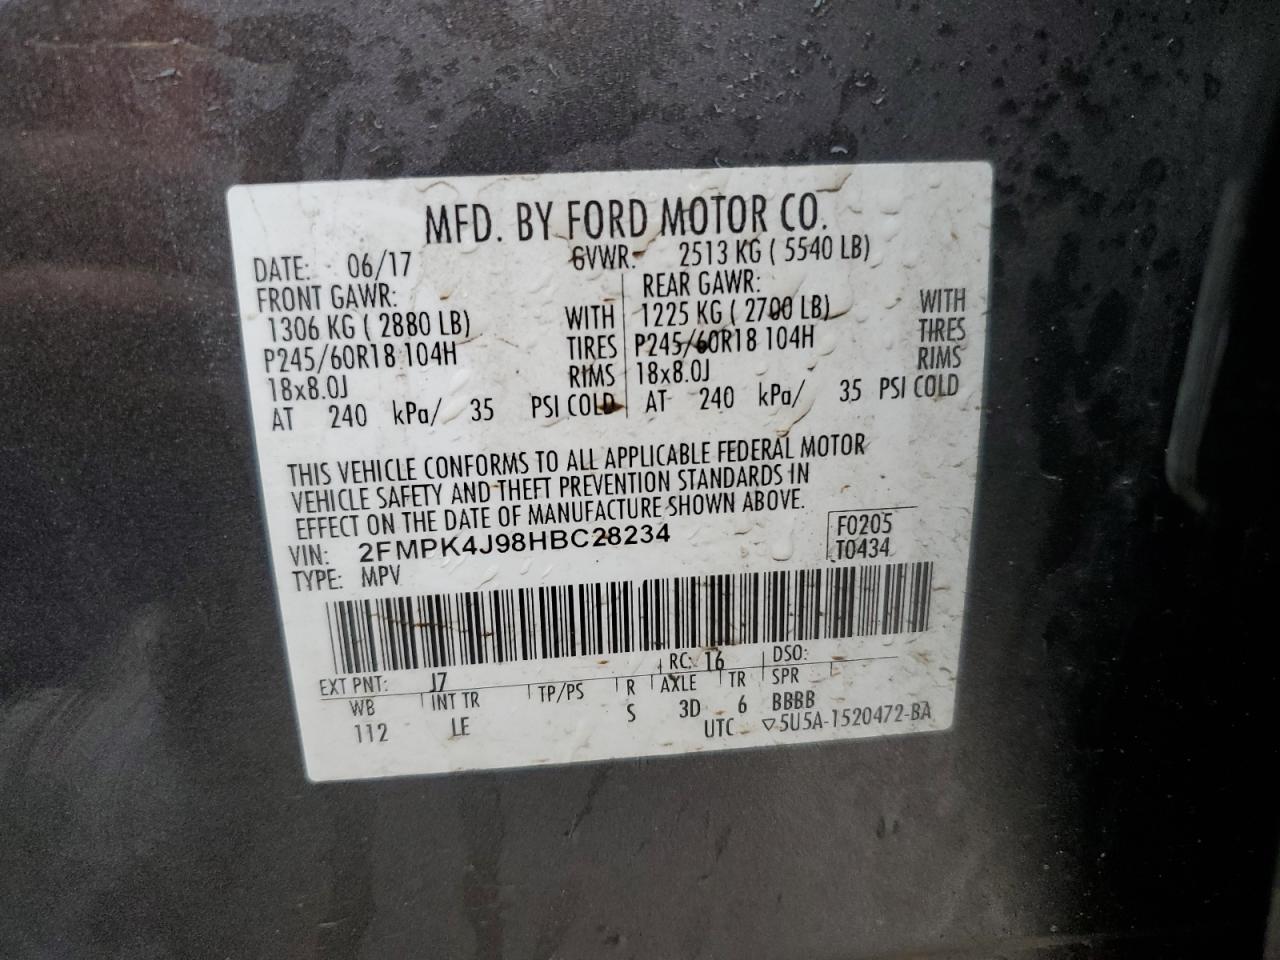 MFD. BY FORD MOTOR CO.
DATE: 06/17 GVWR: 2513 KG ( 5540 LB)
FRONT GAWR: REAR GAWR:
1306 KG ( 2880 LB) WITH 1225 KG ( 2700 LB) WITH
P245/60R18 104H TIRES P245/60R18 104H TIRES
18x8.0J RIMS 18x8.0J RIMS
AT 240 kPa/ 35 PSI COLD AT 240 kPa/ 35 PSI COLD
THIS VEHICLE CONFORMS TO ALL APPLICABLE FEDERAL MOTOR
VEHICLE SAFETY AND THEFT PREVENTION STANDARDS IN
EFFECT ON THE DATE OF MANUFACTURE SHOWN ABOVE.
VIN: 2FMPK4J98HBC28234 F0205
TYPE: MPV T0434
EXT PNT: J7 RC: 16 DSO:
WB INT TR TP/PS R AXLE TR SPR
112 LE S 3D 6 BBBB
UTC ▽5U5A-1520472-BA